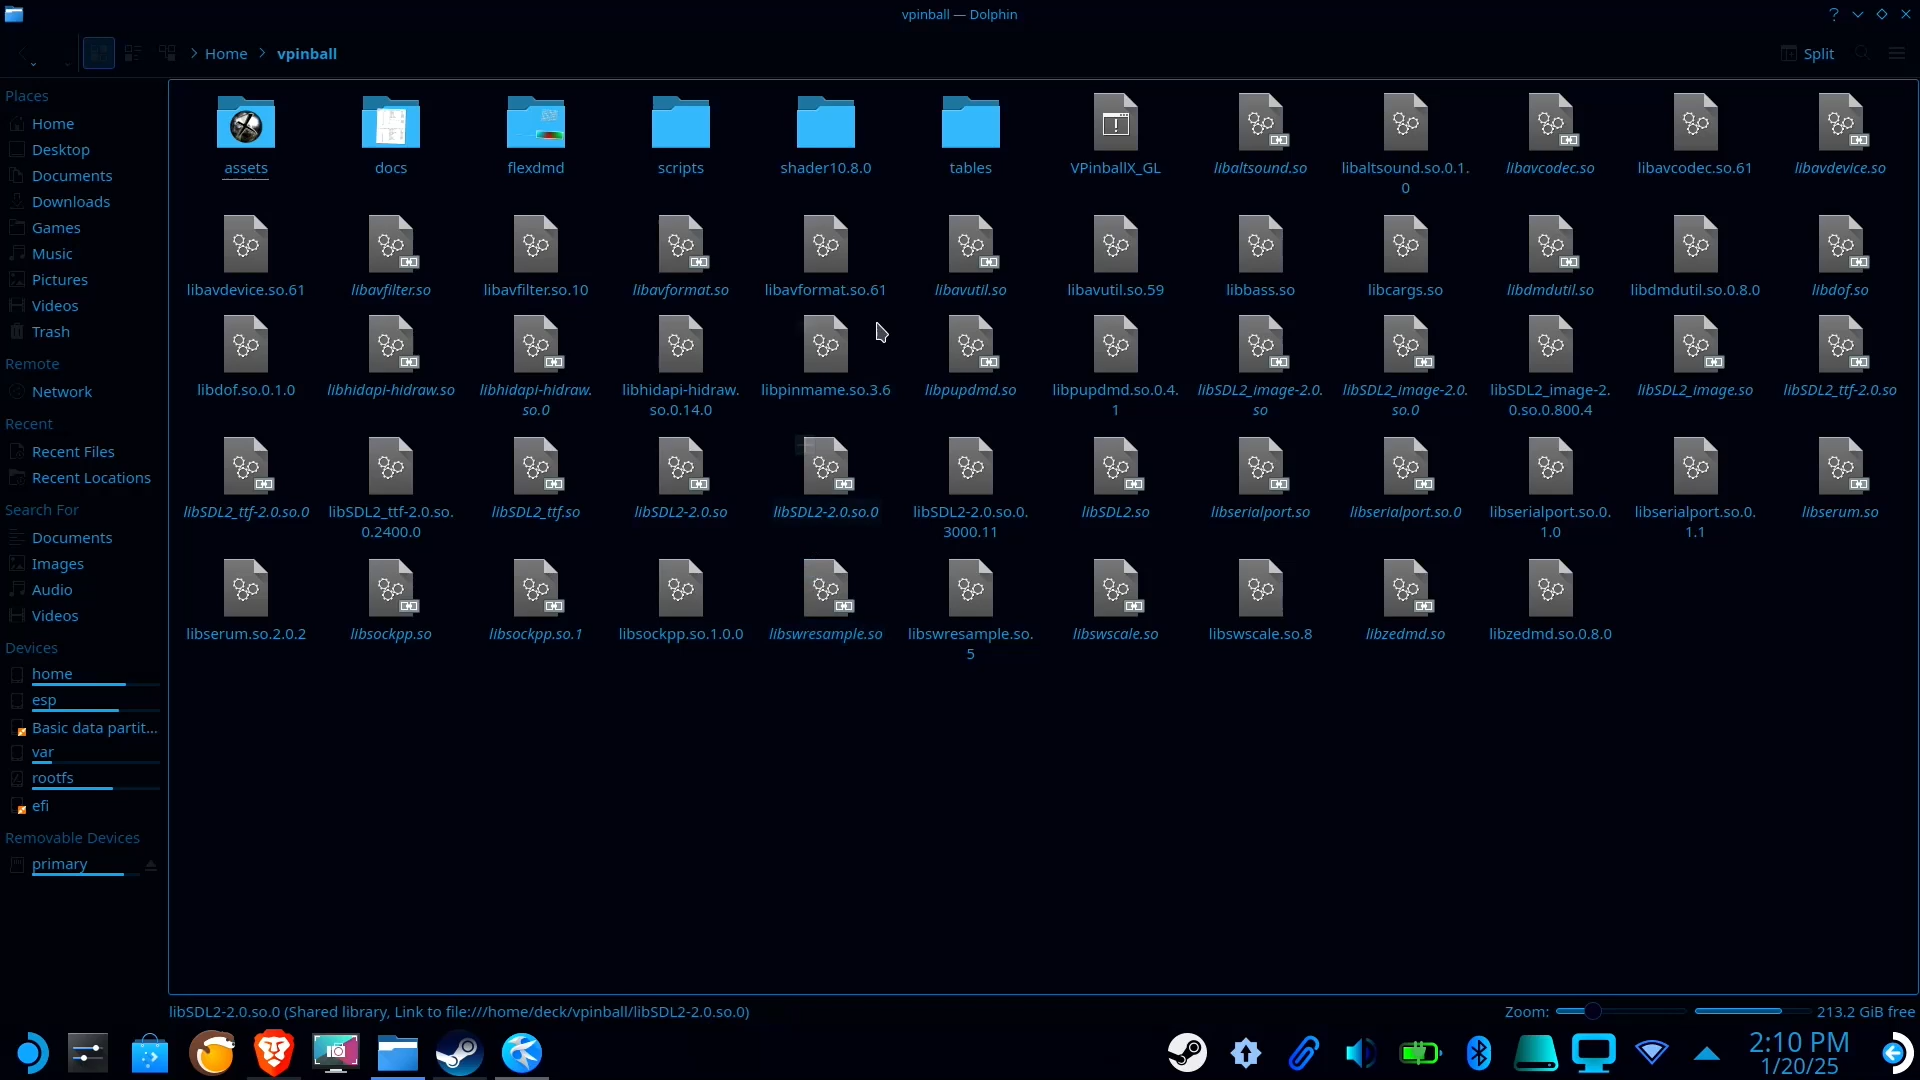 vpinball — Dolphin
?
Home
vpinball
Split
Places
Home
Desktop
Documents
Downloads
Games
Music
Pictures
Videos
Trash
Remote
Network
Recent
Recent Files
Recent Locations
Search For
Documents
Images
Audio
Videos
Devices
home
esp
Basic data partit...
var
rootfs
efi
Removable Devices
primary
assets
docs
flexdmd
scripts
shader10.8.0
tables
VPinballX_GL
libaltsound.so
libaltsound.so.0.1.
0
libavcodec.so
libavcodec.so.61
libavdevice.so
libavdevice.so.61
libavfilter.so
libavfilter.so.10
libavformat.so
libavformat.so.61
libavutil.so
libavutil.so.59
libbass.so
libcargs.so
libdmdutil.so
libdmdutil.so.0.8.0
libdof.so
libdof.so.0.1.0
libhidapi-hidraw.so
libhidapi-hidraw.
so.0
libhidapi-hidraw.
so.0.14.0
libpinmame.so.3.6
libpupdmd.so
libpupdmd.so.0.4.
1
libSDL2_image-2.0.
so
libSDL2_image-2.0.
so.0
libSDL2_image-2.
0.so.0.800.4
libSDL2_image.so
libSDL2_ttf-2.0.so
libSDL2_ttf-2.0.so.0
libSDL2_ttf-2.0.so.
0.2400.0
libSDL2_ttf.so
libSDL2-2.0.so
libSDL2-2.0.so.0
libSDL2-2.0.so.0.
3000.11
libSDL2.so
libserialport.so
libserialport.so.0
libserialport.so.0.
1.0
libserialport.so.0.
1.1
libserum.so
libserum.so.2.0.2
libsockpp.so
libsockpp.so.1
libsockpp.so.1.0.0
libswresample.so
libswresample.so.
5
libswscale.so
libswscale.so.8
libzedmd.so
libzedmd.so.0.8.0
libSDL2-2.0.so.0 (Shared library, Link to file:///home/deck/vpinball/libSDL2-2.0.so.0)
Zoom:
213.2 GiB free
2:10 PM
1/20/25